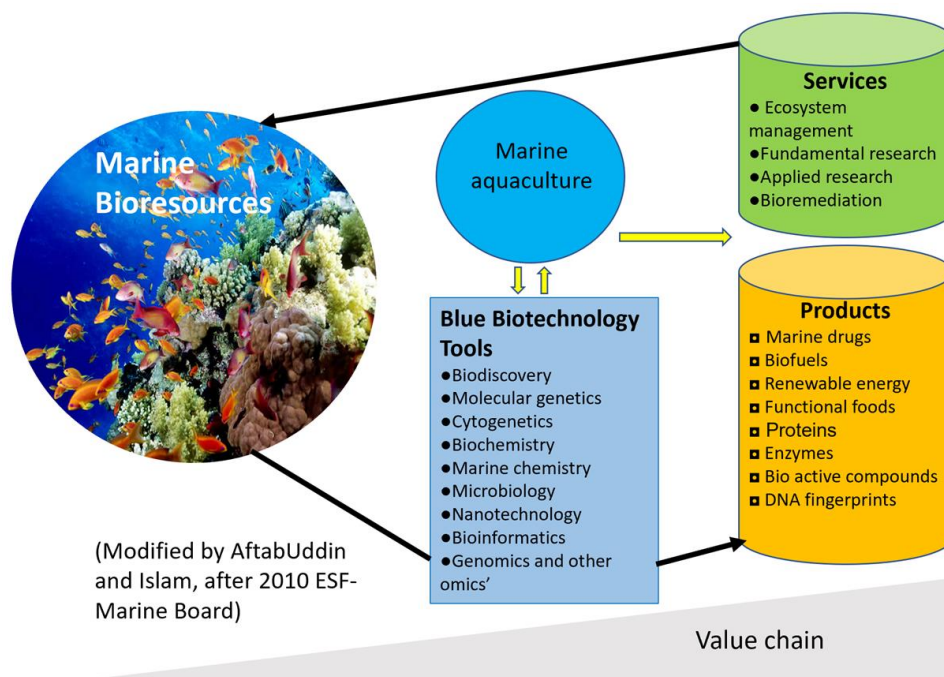 Marine
Bioresources
Marine
aquaculture
Services
● Ecosystem
management
●Fundamental research
●Applied research
●Bioremediation
Blue Biotechnology
Tools
●Biodiscovery
●Molecular genetics
●Cytogenetics
●Biochemistry
●Marine chemistry
●Microbiology
●Nanotechnology
●Bioinformatics
●Genomics and other
omics’
Products
◘ Marine drugs
◘ Biofuels
◘ Renewable energy
◘ Functional foods
◘ Proteins
◘ Enzymes
◘ Bio active compounds
◘ DNA fingerprints
(Modified by AftabUddin
and Islam, after 2010 ESF-
Marine Board)
Value chain